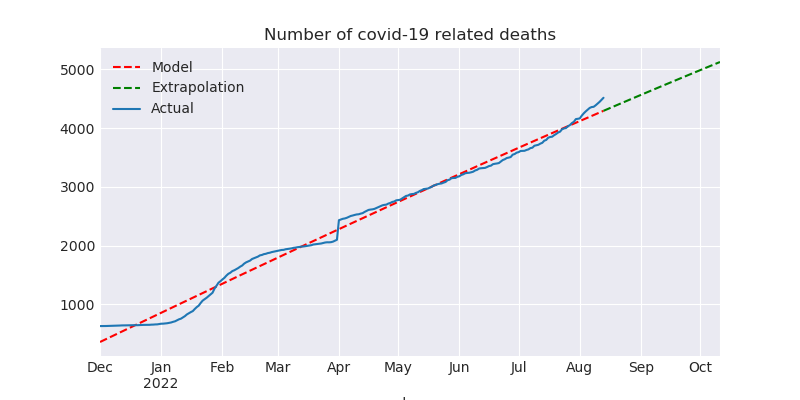 Number of covid-19 related deaths
Model
Extrapolation
Actual
5000
4000
3000
2000
1000
Dec Jan Feb Mar Apr May Jun Jul Aug Sep Oct
2022